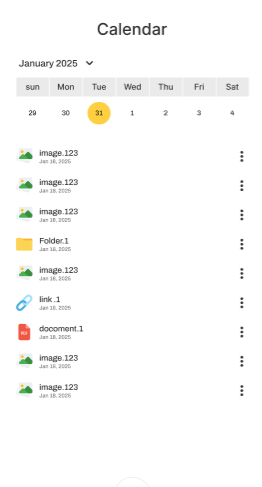 Calendar
January 2025
sun Mon Tue Wed Thu Fri Sat
29 30 31 1 2 3 4
image.123
Jan 16, 2025
image.123
Jan 18, 2025
image.123
Jan 18, 2025
Folder.1
Jan 18, 2025
image.123
Jan 18, 2025
link .1
Jan 18, 2025
PDF
docoment.1
Jan 18, 2025
image.123
Jan 18, 2025
image.123
Jan 18, 2025